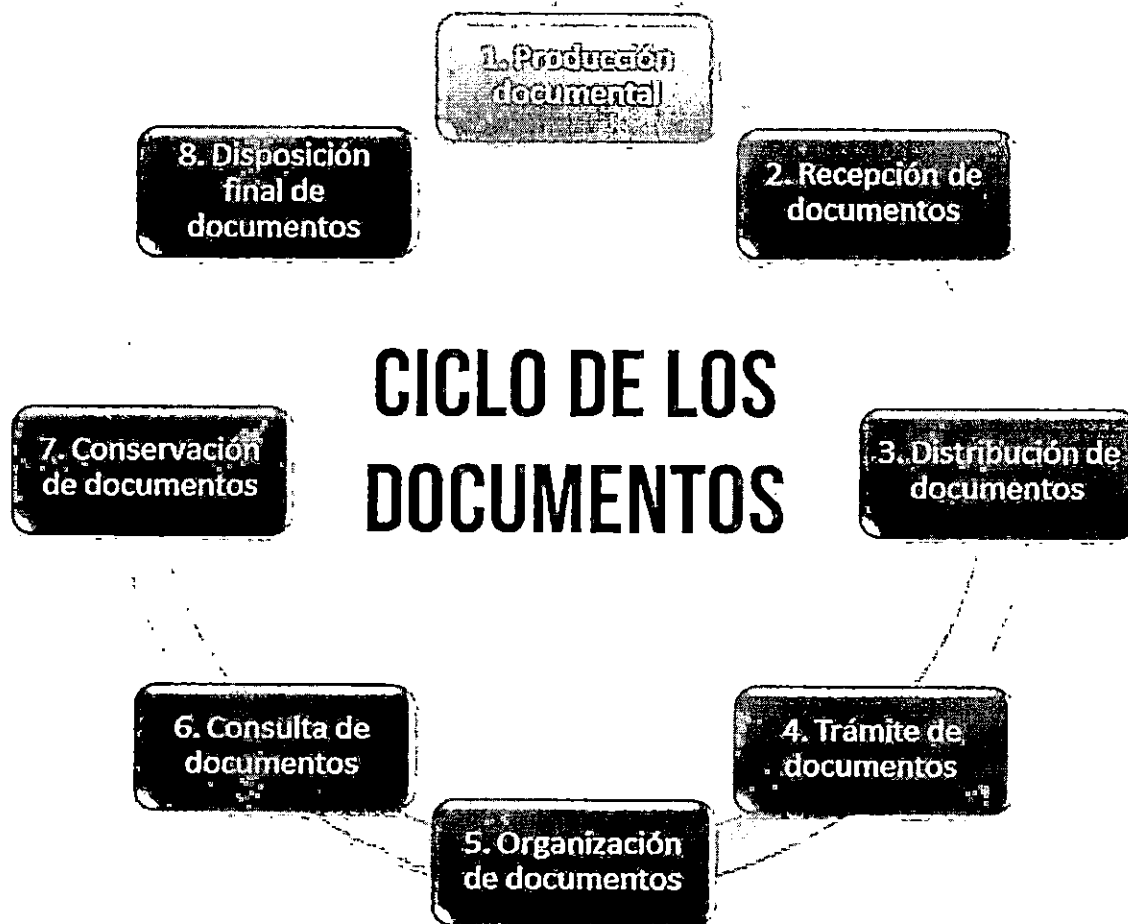 1. Producción
documental
2. Recepción de
documentos
3. Distribución de
documentos
4. Trámite de
documentos
5. Organización
de documentos
6. Consulta de
documentos
7. Conservación
de documentos
8. Disposición
final de
documentos
CICLO DE LOS
DOCUMENTOS